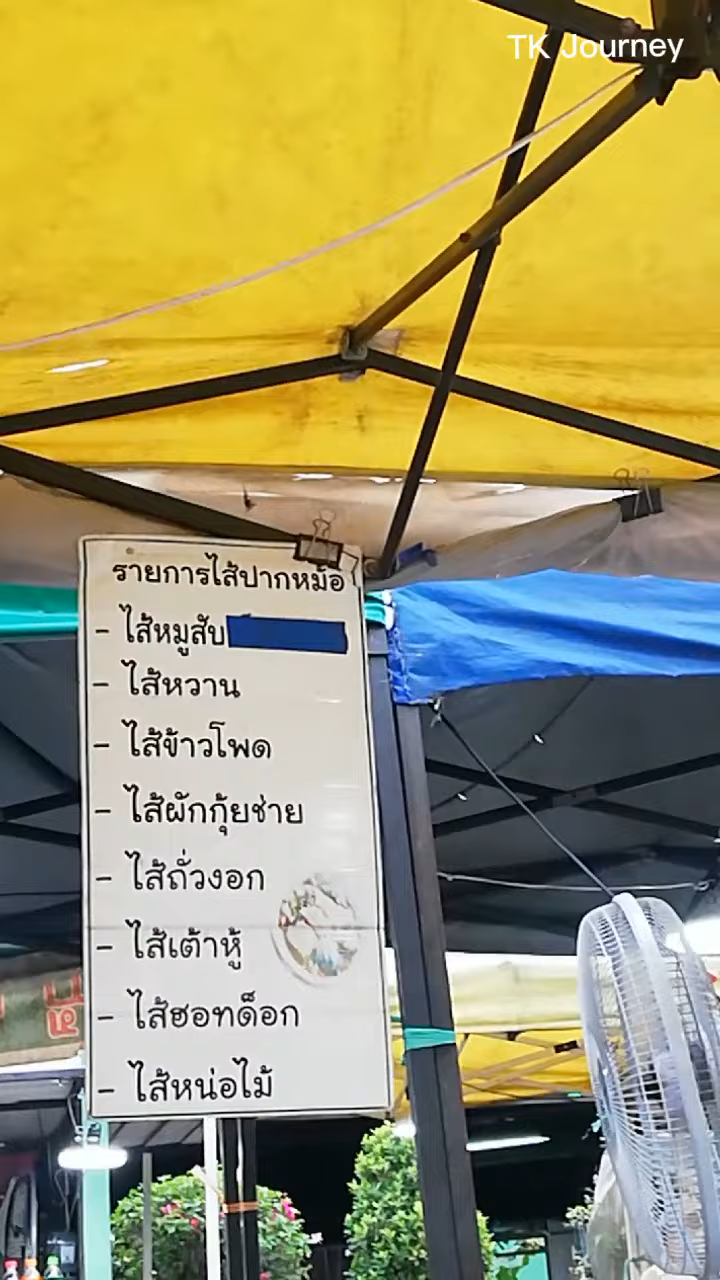 TK Journey
รายการไส้ปากหม้อ
- ไส้หมูสับ
- ไส้หวาน
- ไส้ข้าวโพด
- ไส้ผักกุ้ยช่าย
- ไส้ถั่วงอก
- ไส้เต้าหู้
- ไส้ฮอทด็อก
- ไส้หน่อไม้